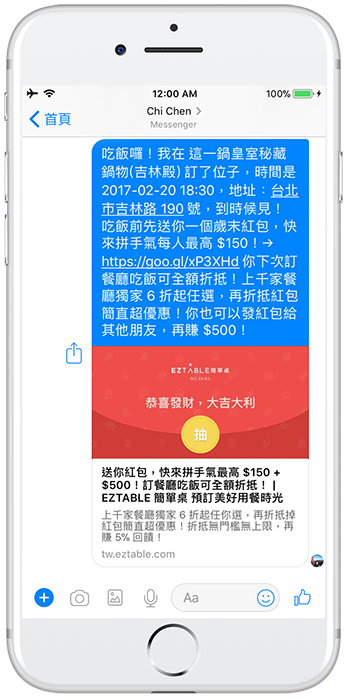 12:00 AM
100%
首頁
Chi Chen
Messenger
吃飯囉！我在 這一鍋皇室秘藏
鍋物(吉林殿) 訂了位子，時間是
2017-02-20 18:30，地址：台北
市吉林路 190 號，到時候見！
吃飯前先送你一個歲末紅包，快
來拼手氣每人最高 $150！→
https://goo.gl/xP3XHd 你下次訂
餐廳吃飯可全額折抵！上千家餐
廳獨家 6 折起任選，再折抵紅包
簡直超優惠！你也可以發紅包給
其他朋友，再賺 $500！
EZTABLE 簡單桌
恭喜發財，大吉大利
抽
送你紅包，快來拼手氣最高 $150 +
$500！訂餐廳吃飯可全額折抵！ |
EZTABLE 簡單桌 預訂美好用餐時光
上千家餐廳獨家 6 折起任你選，再折抵掉
紅包簡直超優惠！折抵無門檻無上限，再
賺 5% 回饋！
tw.eztable.com
Aa